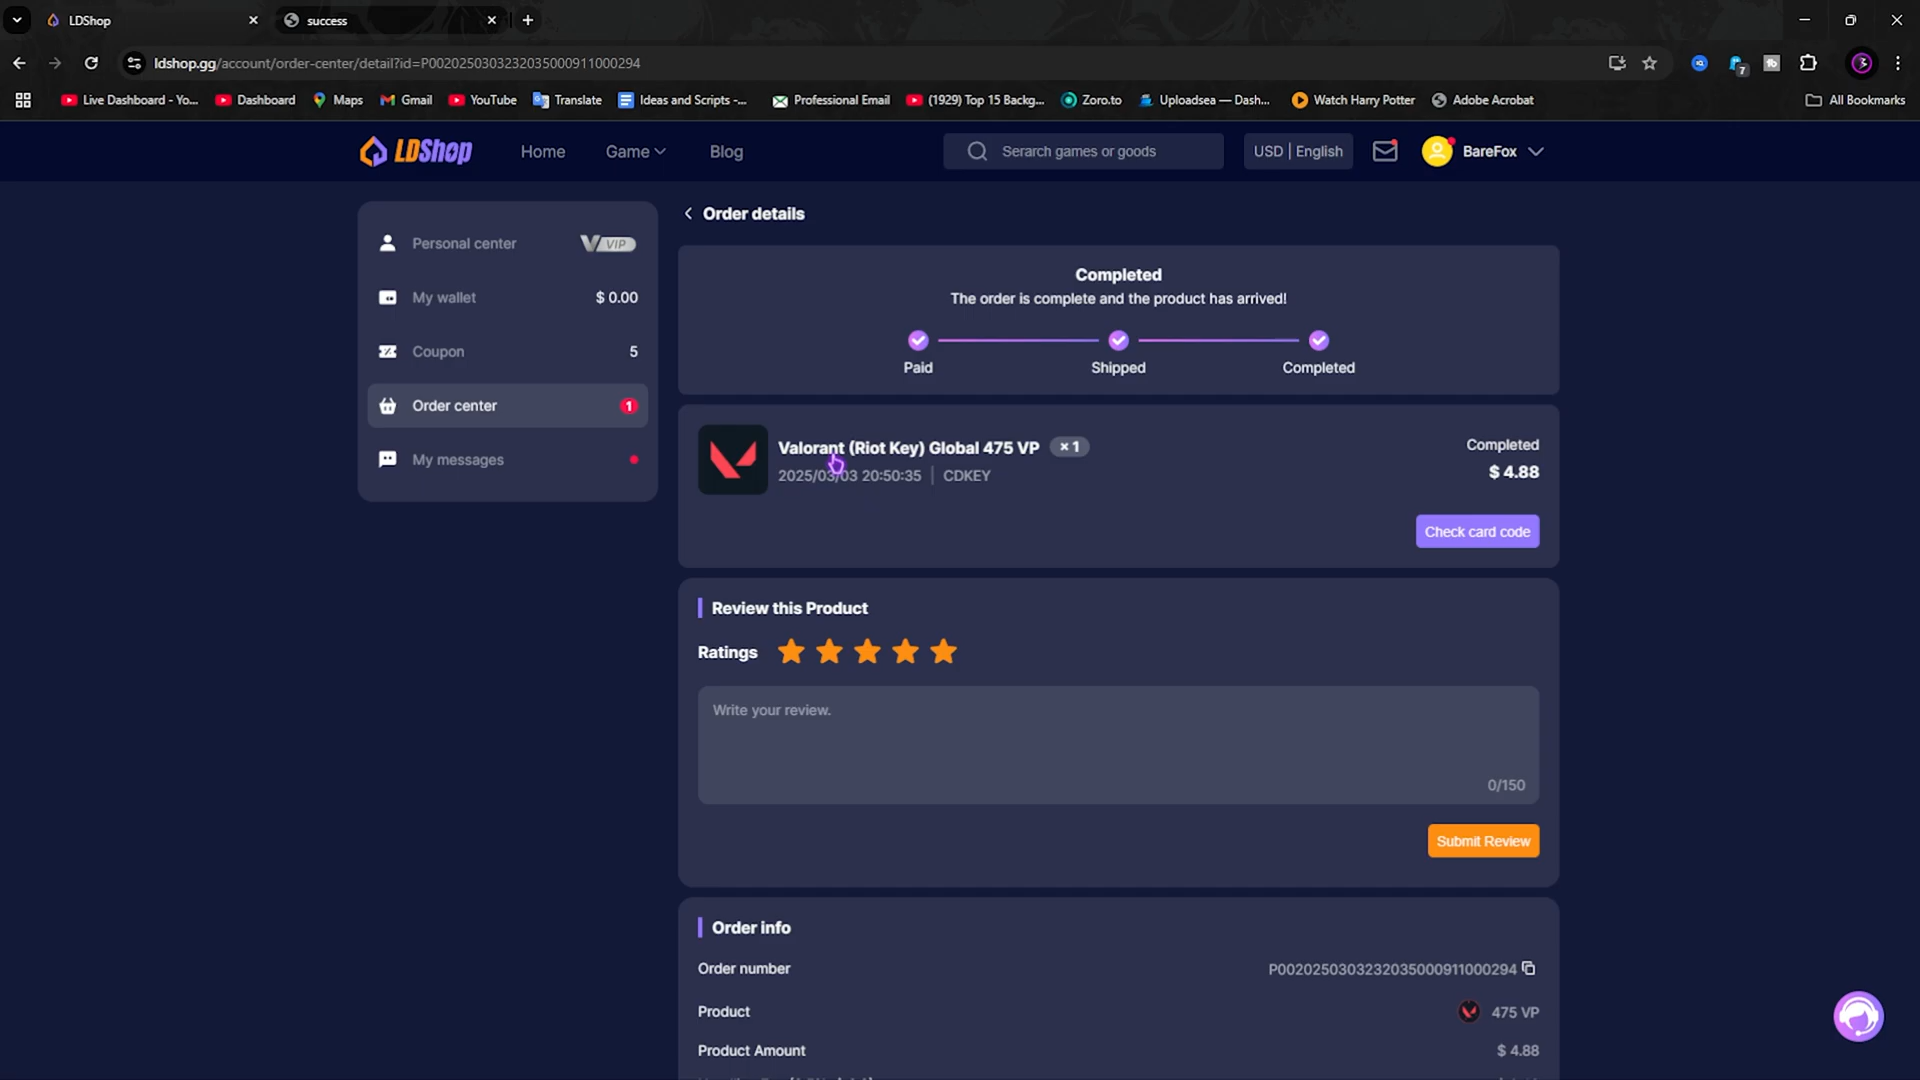 LDShop
success
ldshop.gg/account/order-center/detail?id=P0020250303232035000911000294
7
Live Dashboard - Yo...
Dashboard
Maps
Gmail
YouTube
Translate
Ideas and Scripts -...
Professional Email
(1929) Top 15 Backg...
Zoro.to
Uploadsea — Dash...
Watch Harry Potter
Adobe Acrobat
All Bookmarks
LDShop
Home
Game
Blog
Serarch games or goods
USD | English
BareFox
Personal center
VIP
My wallet
$ 0.00
Coupon
5
Order center
1
My messages
Order details
Completed
The order is complete and the product has arrived!
Paid
Shipped
Completed
Valorant (Riot Key) Global 475 VP
× 1
2025/03/03 20:50:35 | CDKEY
Completed
$ 4.88
Check card code
Review this Product
Ratings
Write your review.
0/150
Submit Review
Order info
Order number
P0020250303232035000911000294
Product
475 VP
Product Amount
$ 4.88